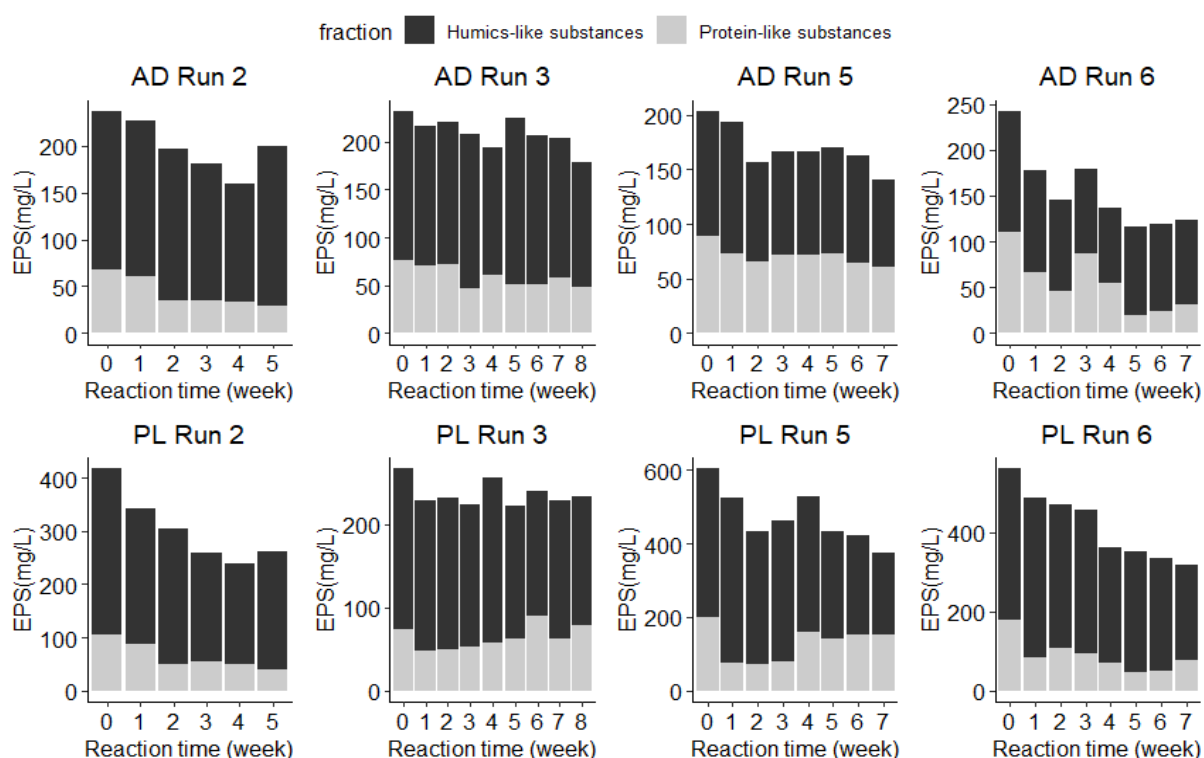 fraction Humics-like substances Protein-like substances
AD Run 2
AD Run 3
AD Run 5
AD Run 6
EPS(mg/L)
200
150
100
50
0
0 1 2 3 4 5
Reaction time (week)
EPS(mg/L)
200
150
100
50
0
0 1 2 3 4 5 6 7 8
Reaction time (week)
EPS(mg/L)
200
150
100
50
0
0 1 2 3 4 5 6 7
Reaction time (week)
EPS(mg/L)
250
200
150
100
50
0
0 1 2 3 4 5 6 7
Reaction time (week)
PL Run 2
PL Run 3
PL Run 5
PL Run 6
EPS(mg/L)
400
300
200
100
0
0 1 2 3 4 5
Reaction time (week)
EPS(mg/L)
200
100
0
0 1 2 3 4 5 6 7 8
Reaction time (week)
EPS(mg/L)
600
400
200
0
0 1 2 3 4 5 6 7
Reaction time (week)
EPS(mg/L)
400
200
0
0 1 2 3 4 5 6 7
Reaction time (week)